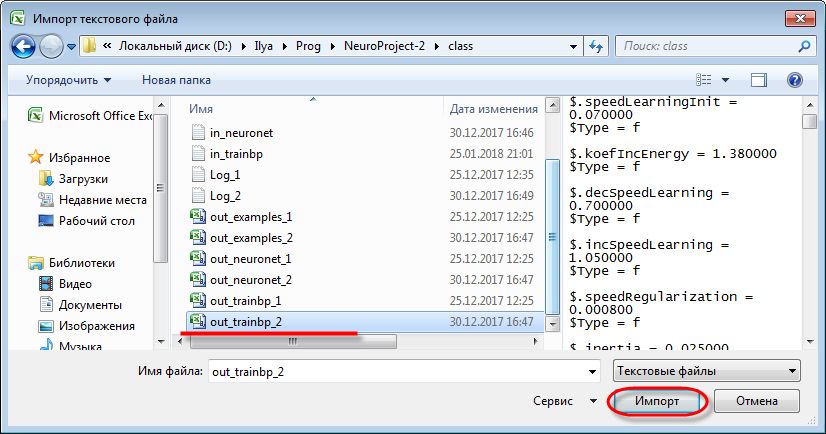 Импорт текстового файла
Локальный диск (D:) Ilya Prog NeuroProject-2 class
Поиск: class
Упорядочить Новая папка
Microsoft Office Exc
Избранное
Загрузки
Недавние места
Рабочий стол
Библиотеки
Видео
Документы
Изображения
Музыка
Имя Дата изменения
in_neuronet 30.12.2017 16:46
in_trainbp 25.01.2018 21:01
Log_1 25.12.2017 12:35
Log_2 30.12.2017 16:49
out_examples_1 25.12.2017 12:25
out_examples_2 30.12.2017 16:47
out_neuronet_1 25.12.2017 12:25
out_neuronet_2 30.12.2017 16:47
out_trainbp_1 25.12.2017 12:25
out_trainbp_2 30.12.2017 16:47
$.speedLearningInit =
0.070000
$Type = f
$.koefIncEnergy = 1.380000
$Type = f
$.decSpeedLearning =
0.700000
$Type = f
$.incSpeedLearning =
1.050000
$Type = f
$.speedRegularization =
0.000800
$Type = f
$.inertia = 0.025000
Имя файла: out_trainbp_2 Текстовые файлы
Сервис Импорт Отмена